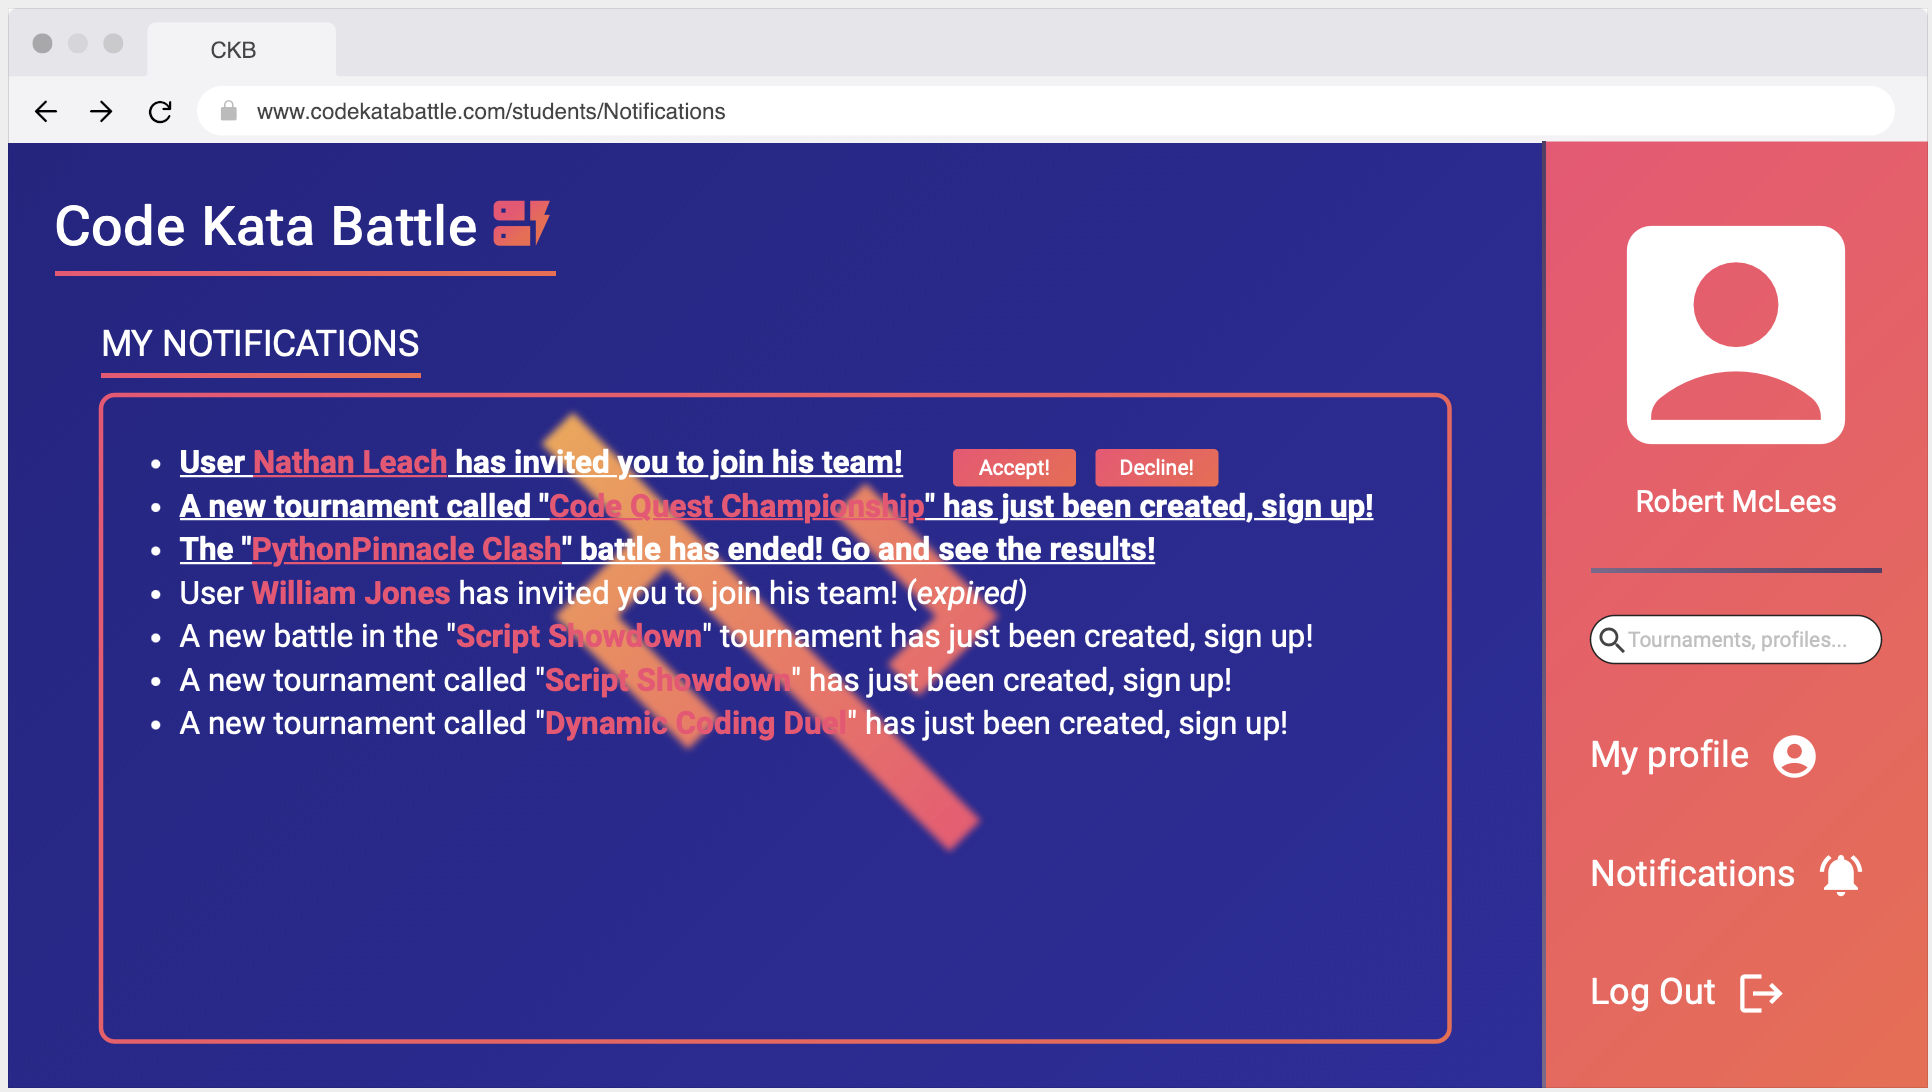 CKB
www.codekatabattle.com/students/Notifications
Code Kata Battle
MY NOTIFICATIONS
User Nathan Leach has invited you to join his team! Accept! Decline!
A new tournament called "Code Quest Championship" has just been created, sign up!
The "PythonPinnacle Clash" battle has ended! Go and see the results!
User William Jones has invited you to join his team! (expired)
A new battle in the "Script Showdown" tournament has just been created, sign up!
A new tournament called "Script Showdown" has just been created, sign up!
A new tournament called "Dynamic Coding Duel" has just been created, sign up!
Robert McLees
Tournaments, profiles...
My profile
Notifications
Log Out